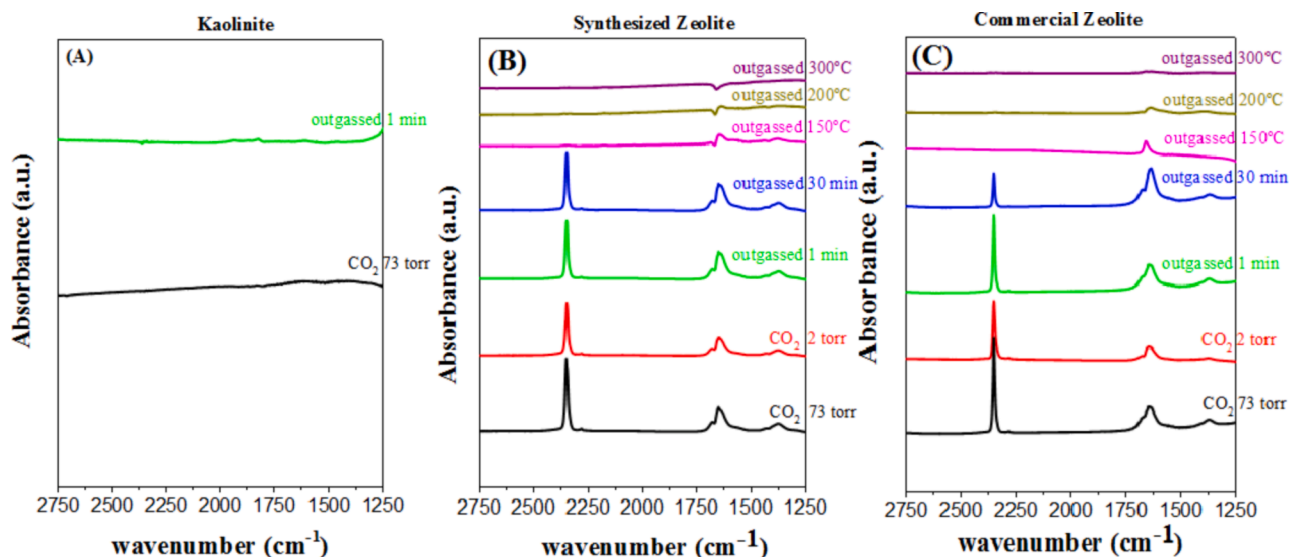 Kaolinite
(A)
outgassed 1 min
CO2 73 torr
Absorbance (a.u.)
2750 2500 2250 2000 1750 1500 1250
wavenumber (cm−1)
Synthesized Zeolite
(B)
outgassed 300°C
outgassed 200°C
outgassed 150°C
outgassed 30 min
outgassed 1 min
CO2 2 torr
CO2 73 torr
Absorbance (a.u.)
2750 2500 2250 2000 1750 1500 1250
wavenumber (cm−1)
Commercial Zeolite
(C)
outgassed 300°C
outgassed 200°C
outgassed 150°C
outgassed 30 min
outgassed 1 min
CO2 2 torr
CO2 73 torr
Absorbance (a.u.)
2750 2500 2250 2000 1750 1500 1250
wavenumber (cm−1)